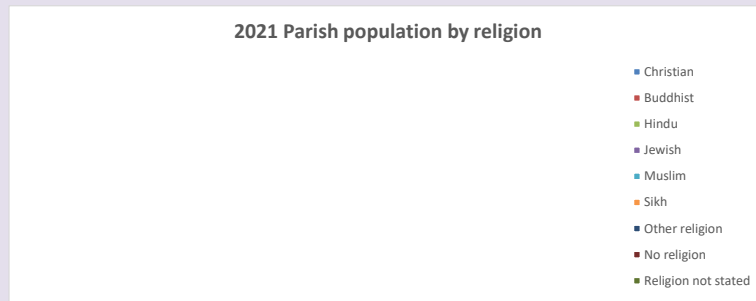 2021 Parish population by religion
Christian
Buddhist
Hindu
Jewish
Muslim
Sikh
Other religion
No religion
Religion not stated